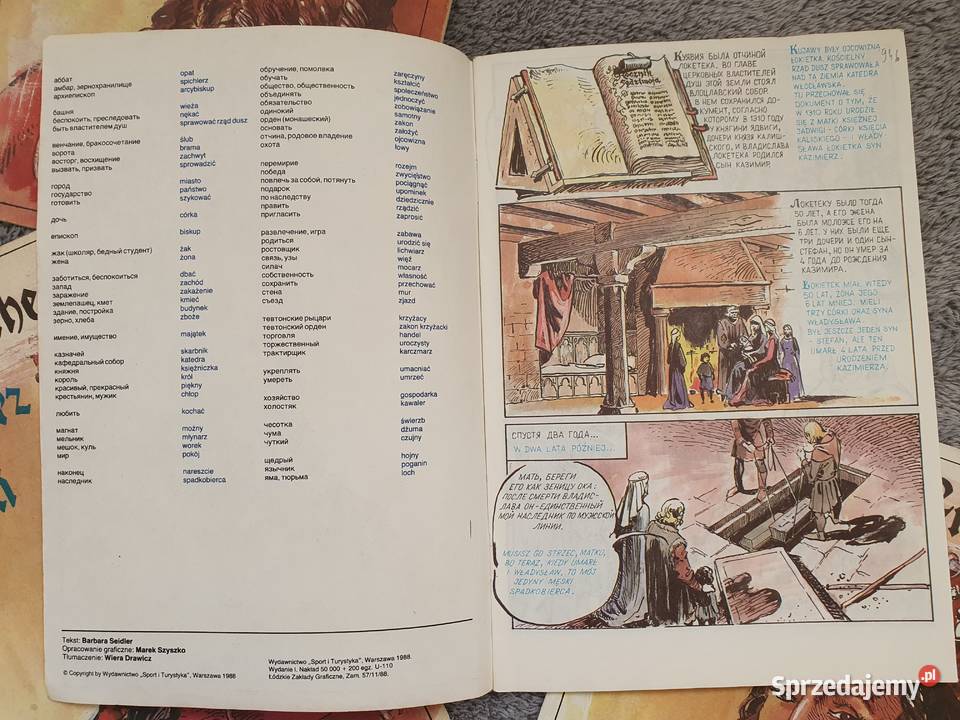 аббат opat
амбар, зернохранилище spichlerz
архиепископ arcybiskup
башня wieża
беспокоить, преследовать nękać
быть властителем душ sprawować rząd dusz
венчание, бракосочетание ślub
ворота brama
восторг, восхищение zachwyt
вызвать, призвать sprowadzić
город miasto
государство państwo
готовить szykować
дочь córka
епископ biskup
жак (школяр, бедный студент) żak
жена żona
заботиться, беспокоиться dbać
запад zachód
заражение zakażenie
землепашец, кмет kmieć
здание, постройка budynek
зерно, хлеба zboże
имение, имущество majątek
казначей skarbnik
кафедральный собор katedra
княжна księżniczka
король król
красивый, прекрасный piękny
крестьянин, мужик chłop
любить kochać
магнат możny
мельник młynarz
мешок, куль worek
мир pokój
наконец nareszcie
наследник spadkobierca
обручение, помолвка zaręczyny
обучать kształcić
общество, общественность społeczeństwo
объединять jednoczyć
обязательство zobowiązanie
одинокий samotny
орден (монашеский) zakon
основать założyć
отчина, родовое владение ojcowizna
охота łowy
перемирие rozejm
победа zwycięstwo
повлечь за собой, потянуть pociągnąć
подарок upominek
по наследству dziedzicznie
править rządzić
пригласить zaprosić
развлечение, игра zabawa
родиться urodzić się
ростовщик lichwiarz
связь, узы więź
силач mocarz
собственность własność
сохранить przechować
стена mur
съезд zjazd
тевтонские рыцари krzyżacy
тевтонский орден zakon krzyżacki
торговля handel
торжественный uroczysty
трактирщик karczmarz
укреплять umacniać
умереть umrzeć
хозяйство gospodarka
холостяк kawaler
чесотка świerzb
чума dżuma
чуткий czujny
щедрый hojny
язычник poganin
яма, тюрьма loch
Tekst: Barbara Seidler
Opracowanie graficzne: Marek Szyszko
Tłumaczenie: Wiera Drawicz
© Copyright by Wydawnictwo „Sport i Turystyka", Warszawa 1988
Wydawnictwo „Sport i Turystyka", Warszawa 1988.
Wydanie I. Nakład 50 000 + 200 egz. U-110
Łódzkie Zakłady Graficzne, Zam. 57/11/88.
КУЯВИЯ БЫЛА ОТЧИНОЙ
ЛОКЕТЕКА, ВО ГЛАВЕ
ЦЕРКОВНЫХ ВЛАСТИТЕЛЕЙ
ДУШ ЭТОЙ ЗЕМЛИ СТОЯЛ
ВЛОЦЛАВСКИЙ СОБОР.
В НЕМ СОХРАНИЛСЯ ДО-
КУМЕНТ, СОГЛАСНО
КОТОРОМУ В 1310 ГОДУ
У КНЯГИНИ ЯДВИГИ,
ДОЧЕРИ КНЯЗЯ КАЛИШ-
СКОГО, И ВЛАДИСЛАВА
ЛОКЕТЕКА РОДИЛСЯ
СЫН КАЗИМИР.
KUJAWY BYŁY OJCOWIZNĄ
ŁOKIETKA. KOŚCIELNY
RZĄD DUSZ SPRAWOWAŁA
NAD TĄ ZIEMIĄ KATEDRA
WŁOCŁAWSKA.
TU PRZECHOWAŁ SIĘ
DOKUMENT O TYM, ŻE
W 1310 ROKU URODZIŁ
SIĘ Z MATKI KSIĘŻNEJ
JADWIGI - CÓRKI KSIĘCIA
KALISKIEGO - I WŁADY-
SŁAWA ŁOKIETKA SYN
KAZIMIERZ.
ЛОКЕТЕКУ БЫЛО ТОГДА
50 ЛЕТ, А ЕГО ЖЕНА
БЫЛА МОЛОЖЕ ЕГО НА
6 ЛЕТ. У НИХ БЫЛИ ЕЩЕ
ТРИ ДОЧЕРИ И ОДИН СЫН-
СТЕФАН, НО ОН УМЕР ЗА
4 ГОДА ДО РОЖДЕНИЯ
КАЗИМИРА.
ŁOKIETEK MIAŁ WTEDY
50 LAT, ŻONA JEGO
6 LAT MNIEJ. MIELI
TRZY CÓRKI ORAZ SYNA
WŁADYSŁAWA.
BYŁ JESZCZE JEDEN SYN
- STEFAN, ALE TEN
UMARŁ 4 LATA PRZED
URODZENIEM
KAZIMIERZA.
СПУСТЯ ДВА ГОДА...
W DWA LATA PÓŹNIEJ...
МАТЬ, БЕРЕГИ
ЕГО КАК ЗЕНИЦУ ОКА:
ПОСЛЕ СМЕРТИ ВЛАДИС-
ЛАВА ОН-ЕДИНСТВЕННЫЙ
МОЙ НАСЛЕДНИК ПО МУЖСКОЙ
ЛИНИИ.
MUSISZ GO STRZEC, MATKO,
BO TERAZ, KIEDY UMARŁ
I WŁADYSŁAW, TO MÓJ
JEDYNY MĘSKI
SPADKOBIERCA.
Sprzedajemy.pl